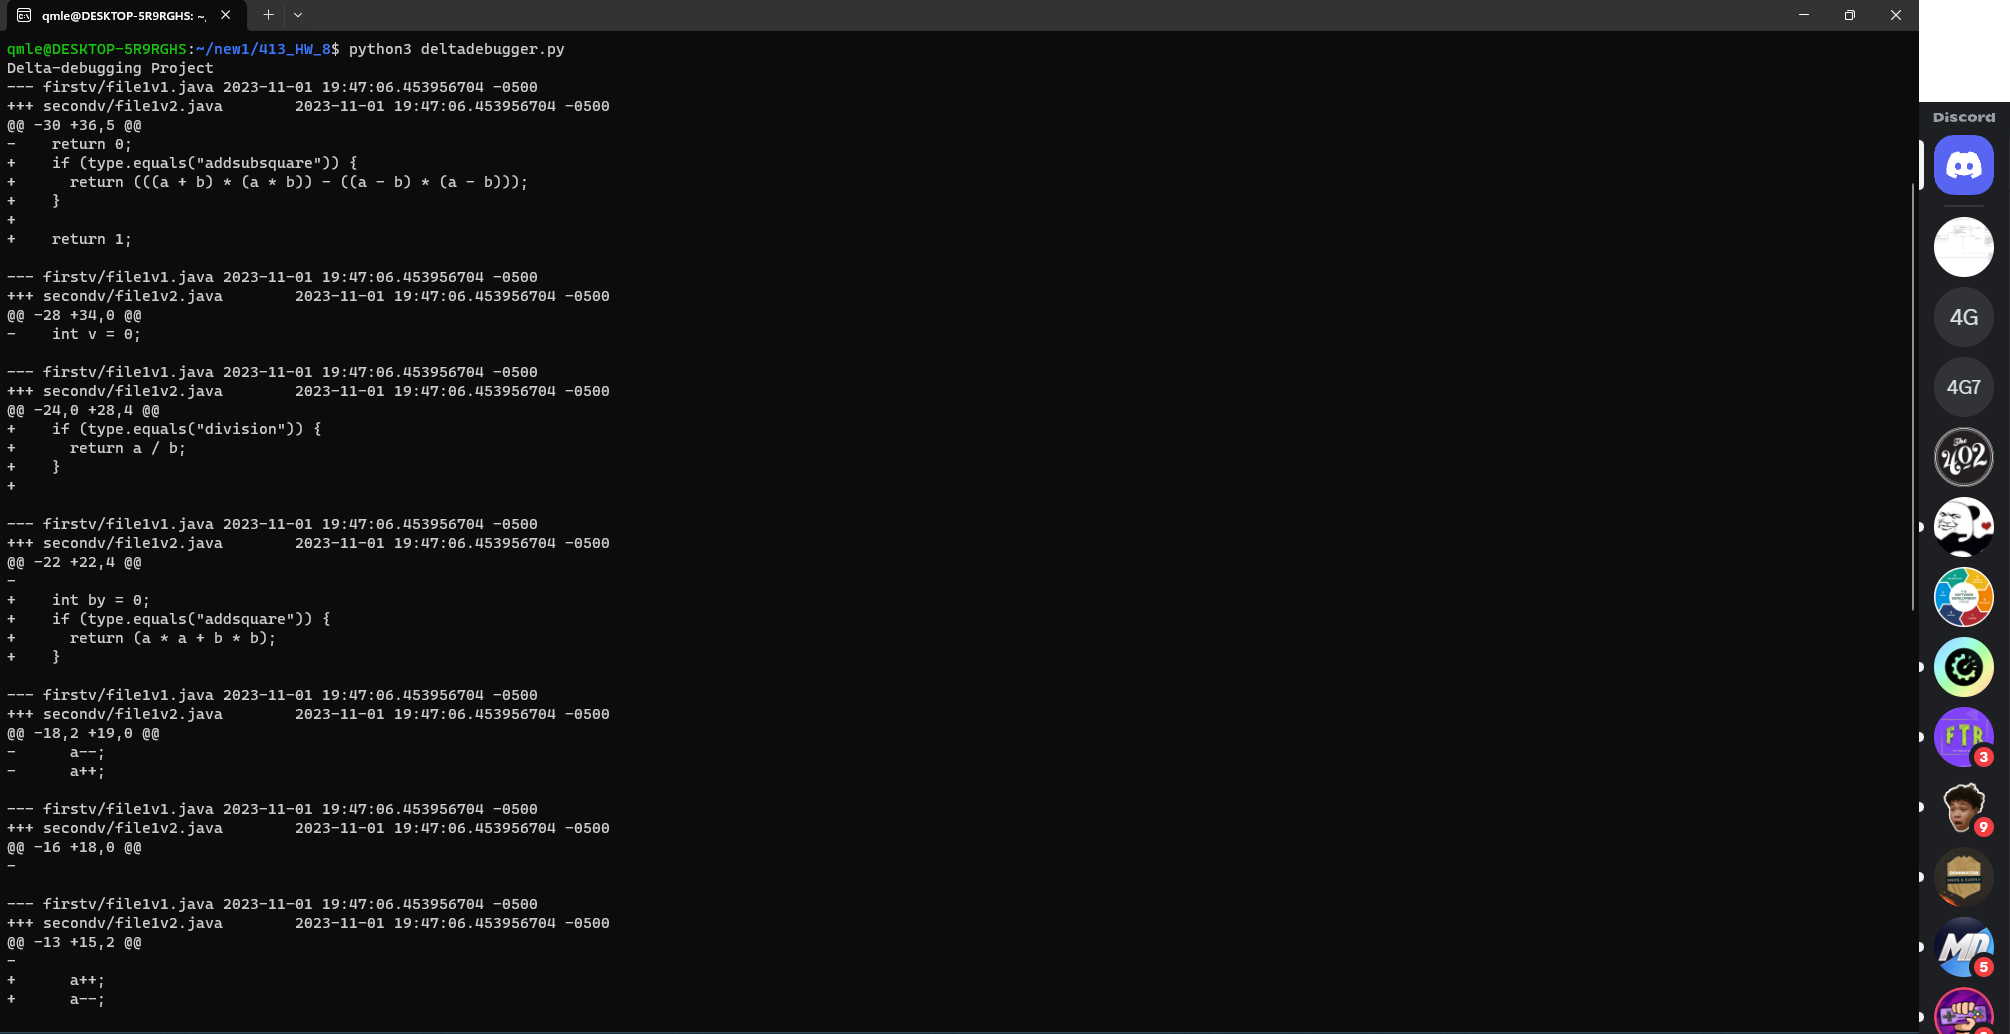 qmle@DESKTOP-5R9RGHS: ~,
qmle@DESKTOP-5R9RGHS:~/new1/413_HW_8$ python3 deltadebugger.py
Delta-debugging Project
--- firstv/file1v1.java 2023-11-01 19:47:06.453956704 -0500
+++ secondv/file1v2.java        2023-11-01 19:47:06.453956704 -0500
@@ -30 +36,5 @@
-    return 0;
+    if (type.equals("addsubsquare")) {
+      return (((a + b) * (a * b)) - ((a - b) * (a - b)));
+    }
+
+    return 1;
--- firstv/file1v1.java 2023-11-01 19:47:06.453956704 -0500
+++ secondv/file1v2.java        2023-11-01 19:47:06.453956704 -0500
@@ -28 +34,0 @@
-    int v = 0;
--- firstv/file1v1.java 2023-11-01 19:47:06.453956704 -0500
+++ secondv/file1v2.java        2023-11-01 19:47:06.453956704 -0500
@@ -24,0 +28,4 @@
+    if (type.equals("division")) {
+      return a / b;
+    }
+
--- firstv/file1v1.java 2023-11-01 19:47:06.453956704 -0500
+++ secondv/file1v2.java        2023-11-01 19:47:06.453956704 -0500
@@ -22 +22,4 @@
-
+    int by = 0;
+    if (type.equals("addsquare")) {
+      return (a * a + b * b);
+    }
--- firstv/file1v1.java 2023-11-01 19:47:06.453956704 -0500
+++ secondv/file1v2.java        2023-11-01 19:47:06.453956704 -0500
@@ -18,2 +19,0 @@
-      a--;
-      a++;
--- firstv/file1v1.java 2023-11-01 19:47:06.453956704 -0500
+++ secondv/file1v2.java        2023-11-01 19:47:06.453956704 -0500
@@ -16 +18,0 @@
-
--- firstv/file1v1.java 2023-11-01 19:47:06.453956704 -0500
+++ secondv/file1v2.java        2023-11-01 19:47:06.453956704 -0500
@@ -13 +15,2 @@
-
+      a++;
+      a--;
Discord
4G
4G7
The
402
FTR
3
9
DOMINATOR
MD
5